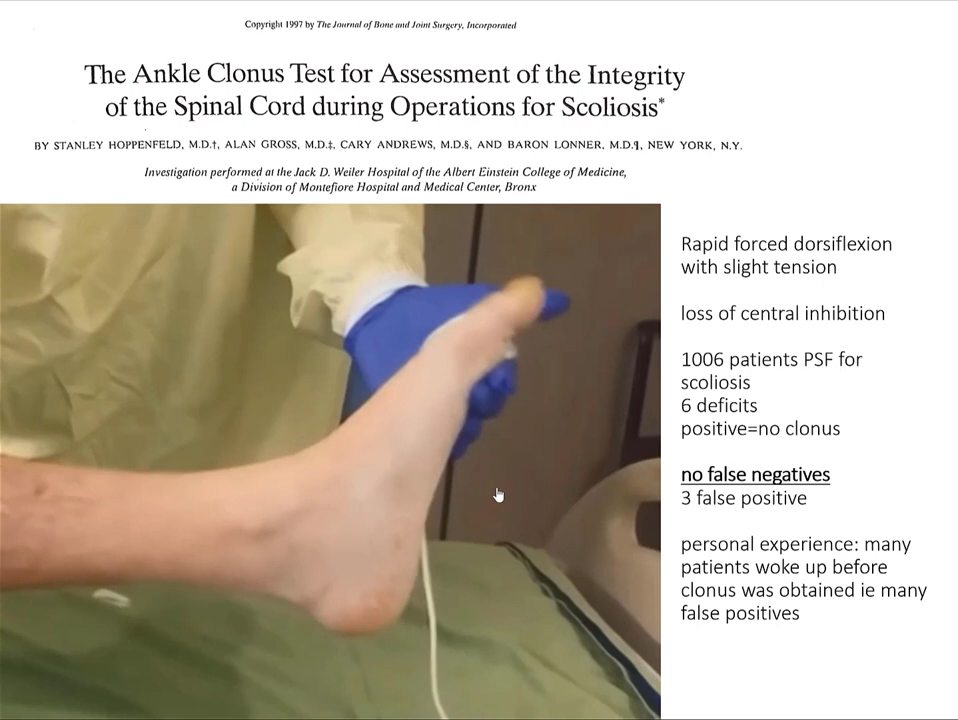 Copyright 1997 by The Journal of Bone and Joint Surgery, Incorporated
The Ankle Clonus Test for Assessment of the Integrity
of the Spinal Cord during Operations for Scoliosis*
BY STANLEY HOPPENFELD, M.D.†, ALAN GROSS, M.D.‡, CARY ANDREWS, M.D.§, AND BARON LONNER, M.D.¶, NEW YORK, N.Y.
Investigation performed at the Jack D. Weiler Hospital of the Albert Einstein College of Medicine,
a Division of Montefiore Hospital and Medical Center, Bronx
Rapid forced dorsiflexion
with slight tension
loss of central inhibition
1006 patients PSF for
scoliosis
6 deficits
positive=no clonus
no false negatives
3 false positive
personal experience: many
patients woke up before
clonus was obtained ie many
false positives